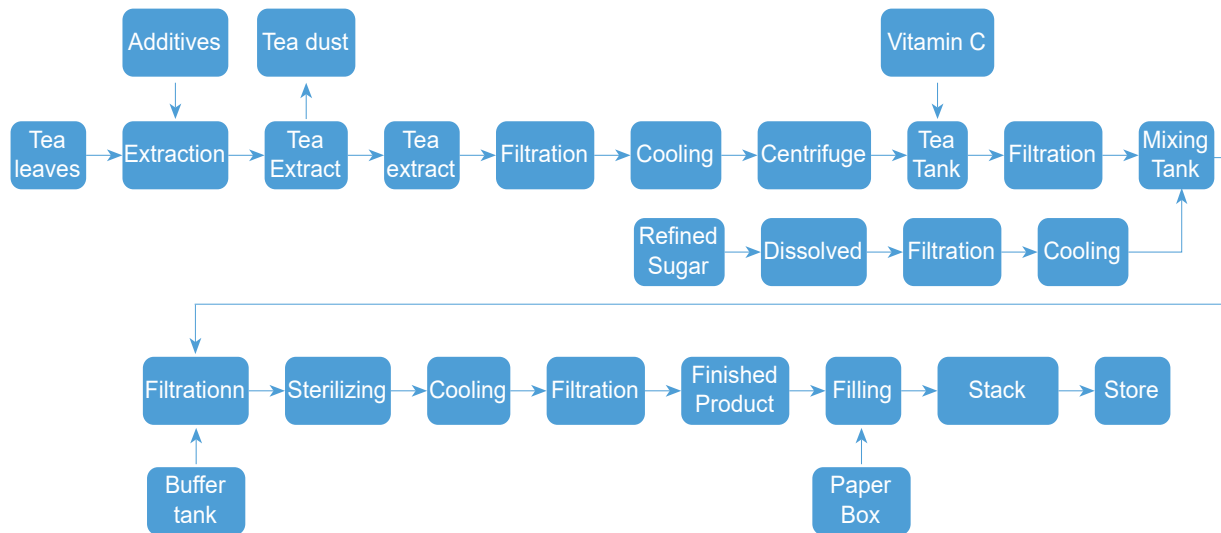 Additives
Tea dust
Vitamin C
Tea
leaves
Extraction
Tea
Extract
Tea
extract
Filtration
Cooling
Centrifuge
Tea
Tank
Filtration
Mixing
Tank
Refined
Sugar
Dissolved
Filtration
Cooling
Filtrationn
Sterilizing
Cooling
Filtration
Finished
Product
Filling
Stack
Store
Buffer
tank
Paper
Box